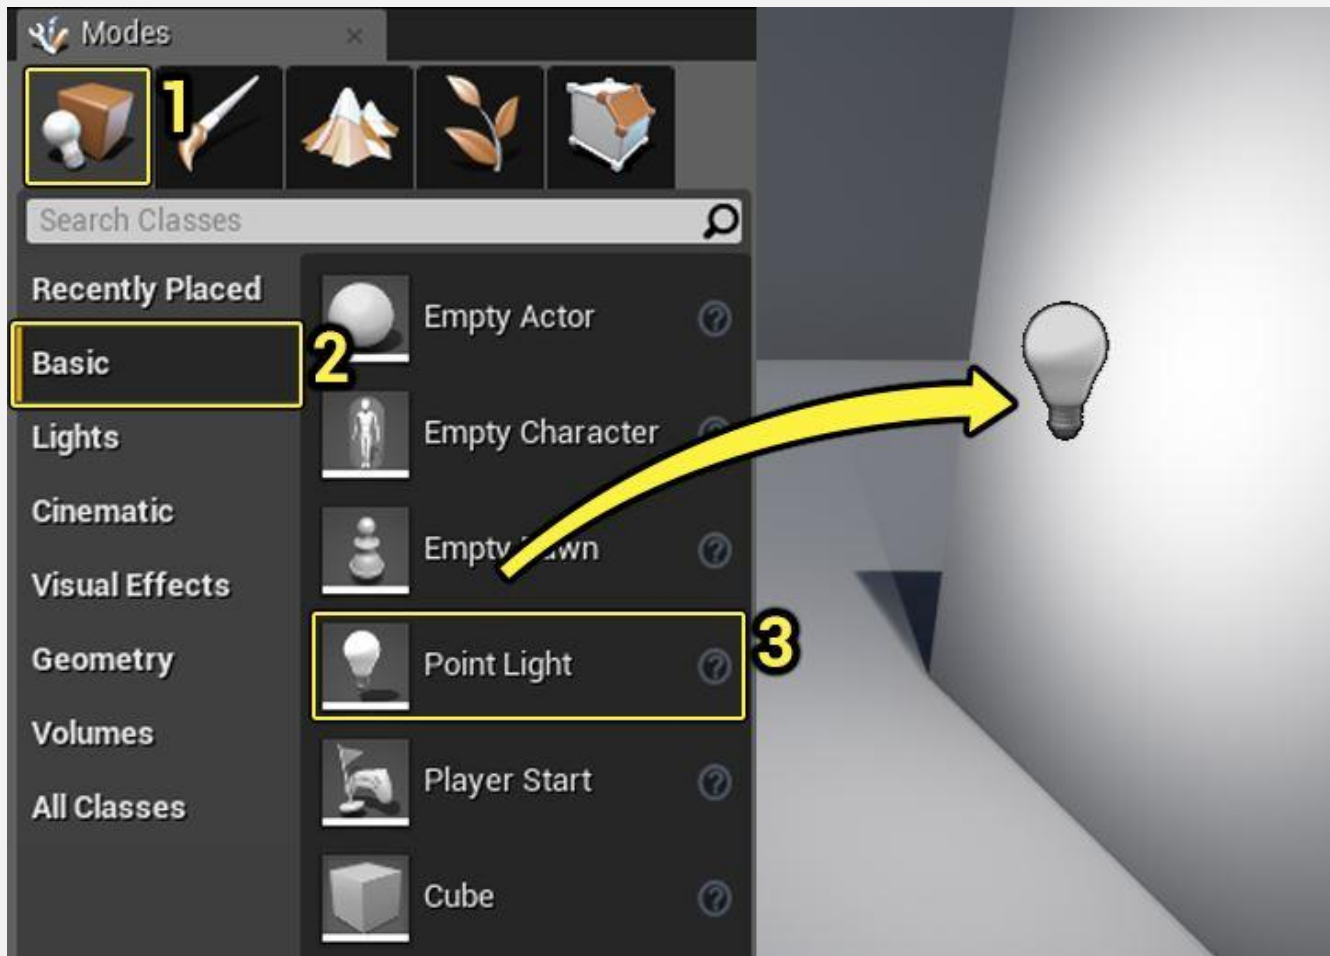 Modes
1
Search Classes
Recently Placed
Basic
2
Lights
Cinematic
Visual Effects
Geometry
Volumes
All Classes
Empty Actor
Empty Character
Empty
Point Light
3
Player Start
Cube